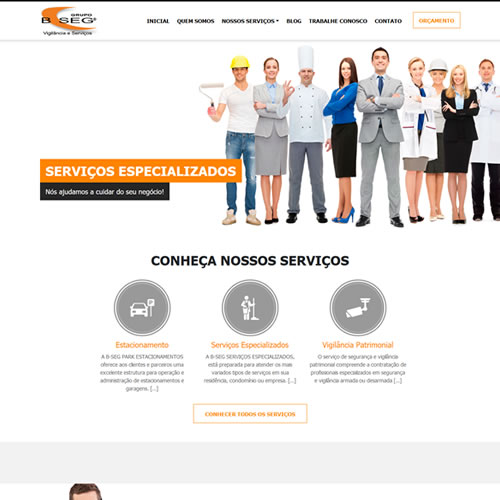 GRUPO
B SEG®
Vigilância e Serviços
INICIAL QUEM SOMOS NOSSOS SERVIÇOS BLOG TRABALHE CONOSCO CONTATO ORÇAMENTO
SERVIÇOS ESPECIALIZADOS
Nós ajudamos a cuidar do seu negócio!
CONHEÇA NOSSOS SERVIÇOS
Estacionamento
A B-SEG PARK ESTACIONAMENTOS
oferece aos clientes e parceiros uma
excelente estrutura para operação e
administração de estacionamentos e
garagens. [...]
Serviços Especializados
A B-SEG SERVIÇOS ESPECIALIZADOS,
está preparada para atender os mais
variados tipos de serviços em sua
residência, condomínio ou empresa. [...]
Vigilância Patrimonial
O serviço de segurança e vigilância
patrimonial compreende a contratação de
profissionais especializados em segurança
e vigilância armada ou desarmada [...]
CONHECER TODOS OS SERVIÇOS